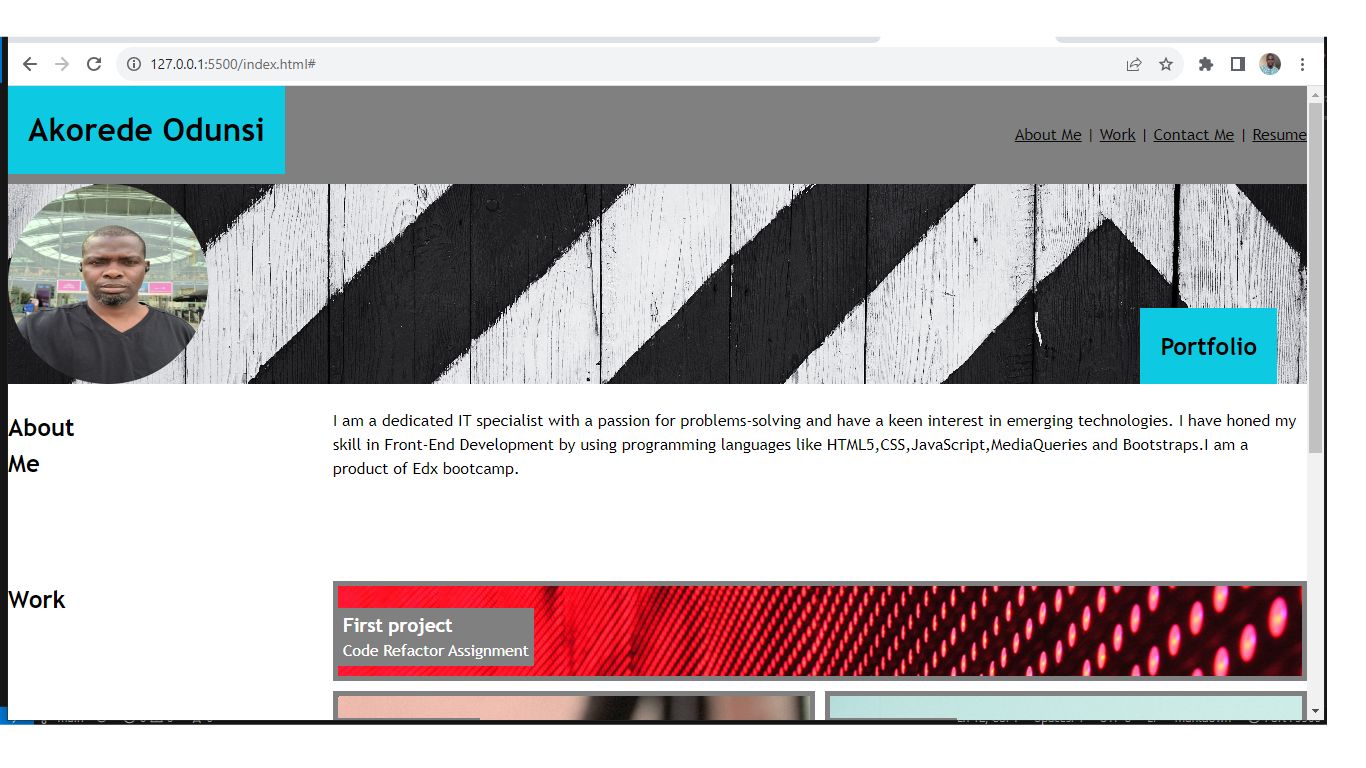 127.0.0.1:5500/index.html#
Akorede Odunsi
About Me | Work | Contact Me | Resume
Portfolio
About
Me
I am a dedicated IT specialist with a passion for problems-solving and have a keen interest in emerging technologies. I have honed my
skill in Front-End Development by using programming languages like HTML5,CSS,JavaScript,MediaQueries and Bootstraps.I am a
product of Edx bootcamp.
Work
First project
Code Refactor Assignment